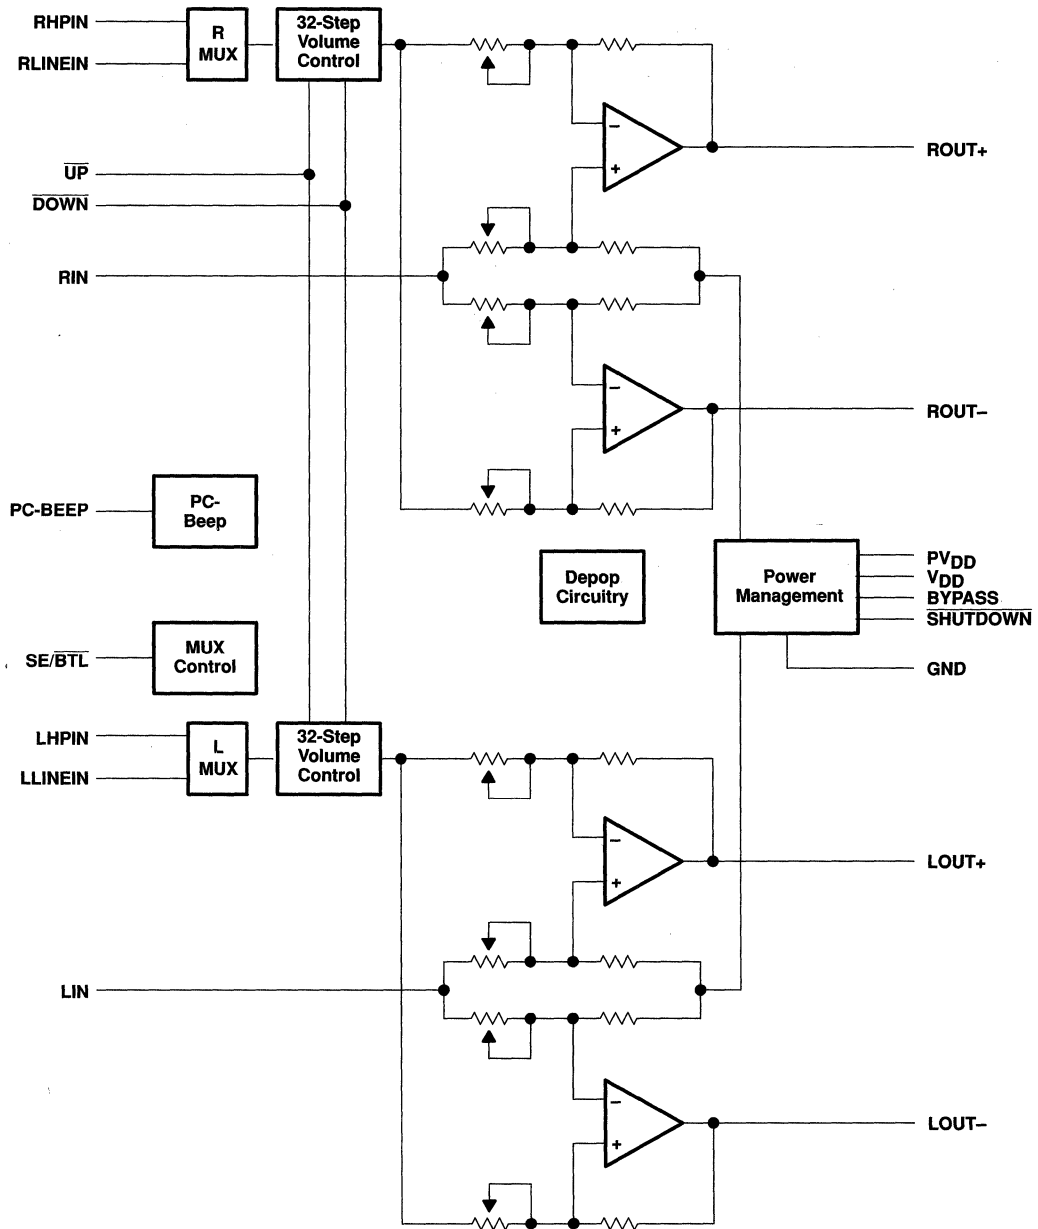 RHPIN
RLINEIN
R
MUX
32-Step
Volume
Control
UP
DOWN
RIN
−
+
ROUT+
−
+
ROUT−
PC-BEEP
PC-
Beep
Depop
Circuitry
Power
Management
PVDD
VDD
BYPASS
SHUTDOWN
GND
SE/BTL
MUX
Control
LHPIN
LLINEIN
L
MUX
32-Step
Volume
Control
−
+
LOUT+
LIN
−
+
LOUT−